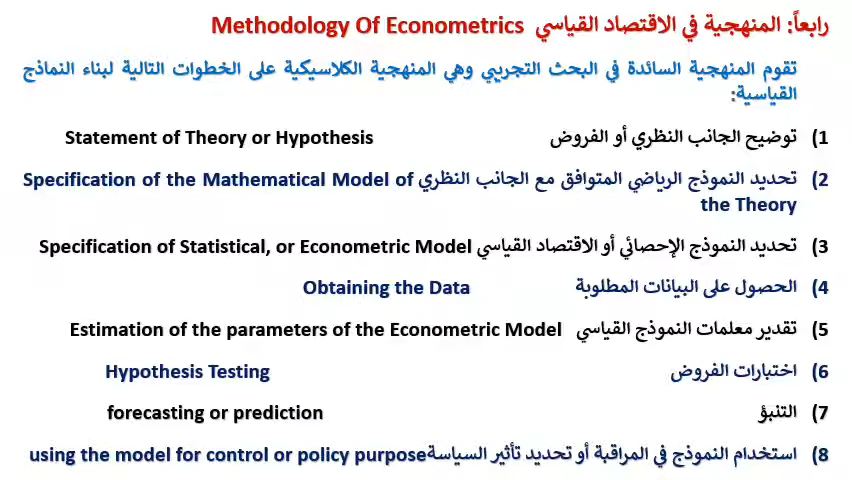 رابعاً: المنهجية في الاقتصاد القياسي Methodology Of Econometrics
تقوم المنهجية السائدة في البحث التجريبي وهي المنهجية الكلاسيكية على الخطوات التالية لبناء النماذج
القياسية:
1) توضيح الجانب النظري أو الفروض Statement of Theory or Hypothesis
2) تحديد النموذج الرياضي المتوافق مع الجانب النظري Specification of the Mathematical Model of
the Theory
3) تحديد النموذج الإحصائي أو الاقتصاد القياسي Specification of Statistical, or Econometric Model
4) الحصول على البيانات المطلوبة Obtaining the Data
5) تقدير معلمات النموذج القياسي Estimation of the parameters of the Econometric Model
6) اختبارات الفروض Hypothesis Testing
7) التنبؤ forecasting or prediction
8) استخدام النموذج في المراقبة أو تحديد تأثير السياسة using the model for control or policy purpose